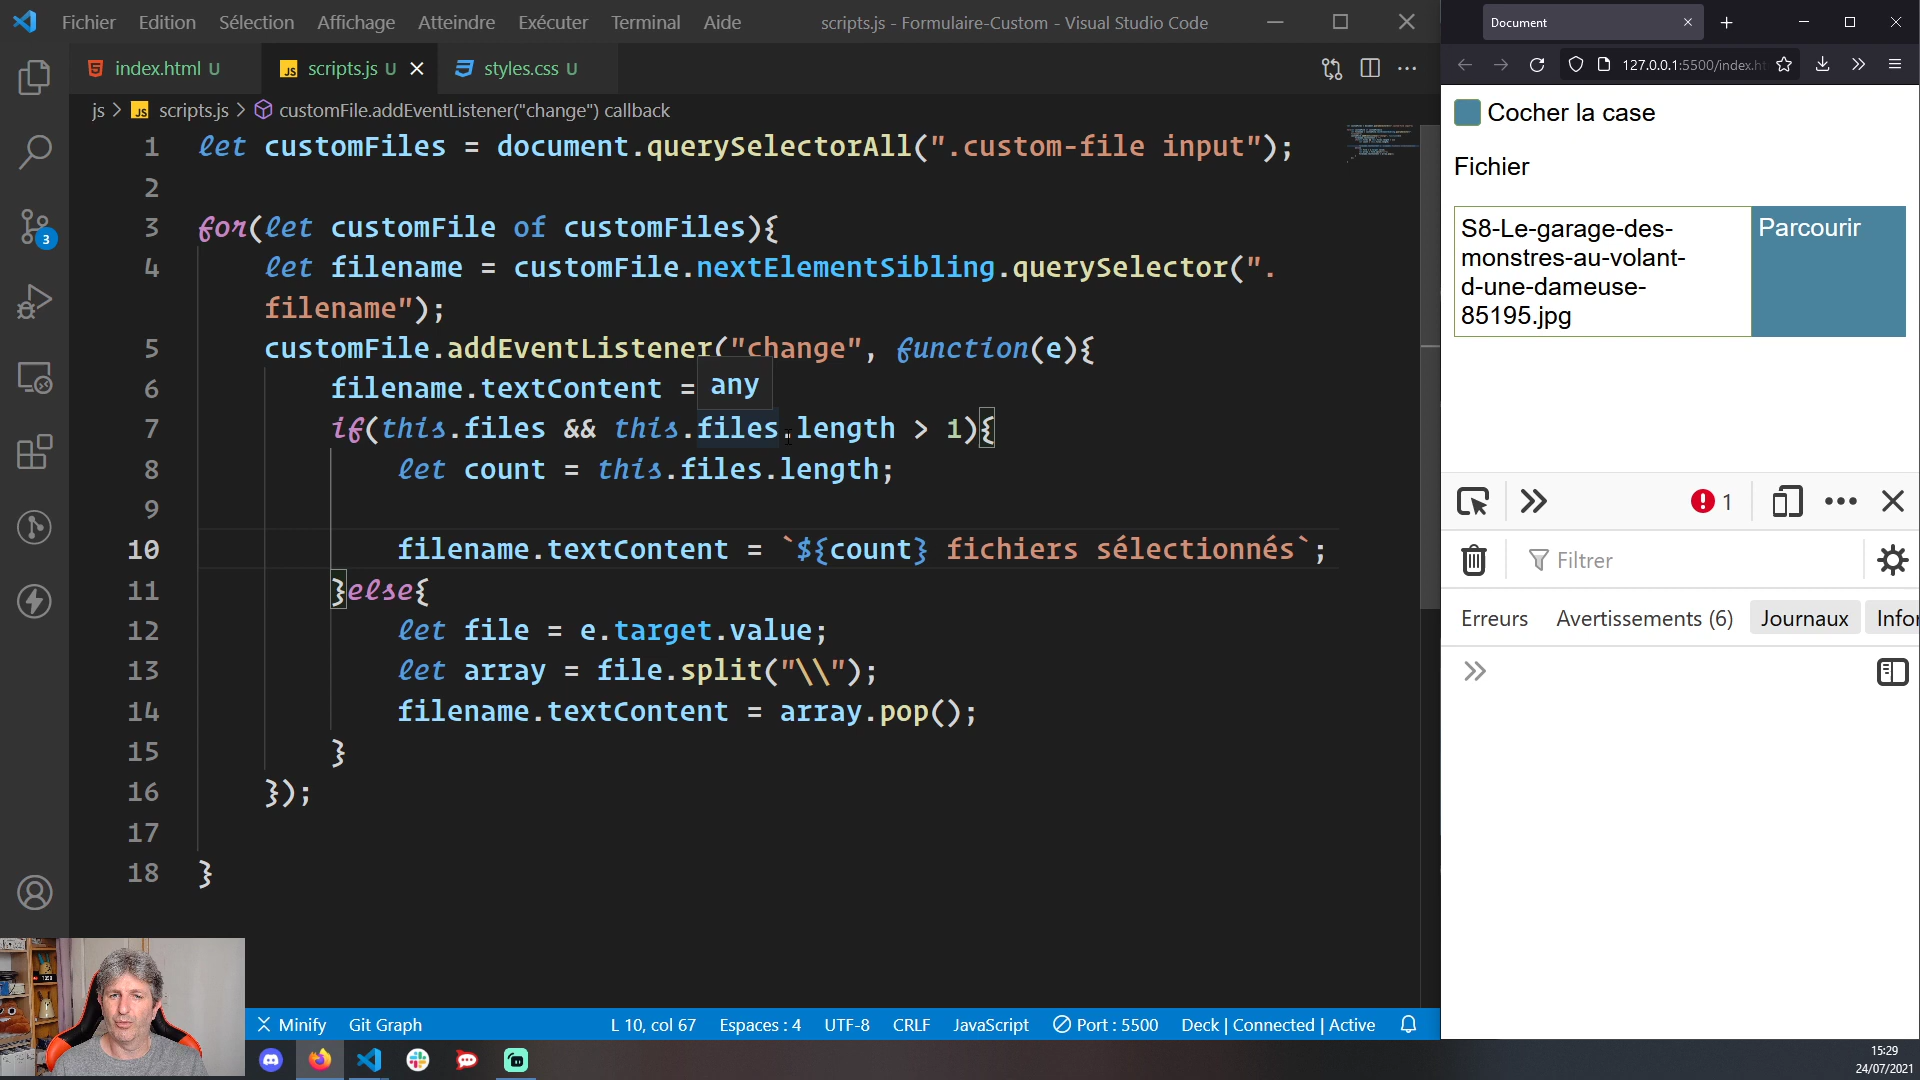 Fichier Edition Sélection Affichage Atteindre Exécuter Terminal Aide scripts.js - Formulaire-Custom - Visual Studio Code
index.html U JS scripts.js U styles.css U
js > JS scripts.js > customFile.addEventListener("change") callback
1 let customFiles = document.querySelectorAll(".custom-file input");
2
3 for(let customFile of customFiles){
4 let filename = customFile.nextElementSibling.querySelector(".
filename");
5 customFile.addEventListener("change", function(e){
6 filename.textContent = any
7 if(this.files && this.files.length > 1){
8 let count = this.files.length;
9
10 filename.textContent = `${count} fichiers sélectionnés`;
11 }else{
12 let file = e.target.value;
13 let array = file.split("\\");
14 filename.textContent = array.pop();
15 }
16 });
17
18 }
3
Minify Git Graph L 10, col 67 Espaces : 4 UTF-8 CRLF JavaScript Port : 5500 Deck | Connected | Active
Document
127.0.0.1:5500/index.ht
Cocher la case
Fichier
S8-Le-garage-des-
monstres-au-volant-
d-une-dameuse-
85195.jpg
Parcourir
1
Filtrer
Erreurs Avertissements (6) Journaux Infor
15:29
24/07/2021